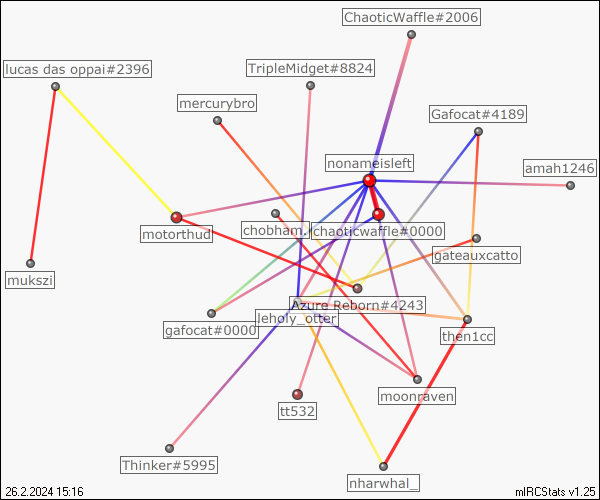 ChaoticWaffle#2006
lucas das oppai#2396
TripleMidget#8824
mercurybro
Gafocat#4189
nonameisleft
amah1246
motorthud
chobham.
chaoticwaffle#0000
gateauxcatto
mukszi
Azure Reborn#4243
leholy_otter
gafocat#0000
then1cc
moonraven
tt532
Thinker#5995
nharwhal_
26.2.2024 15:16
mIRCStats v1.25